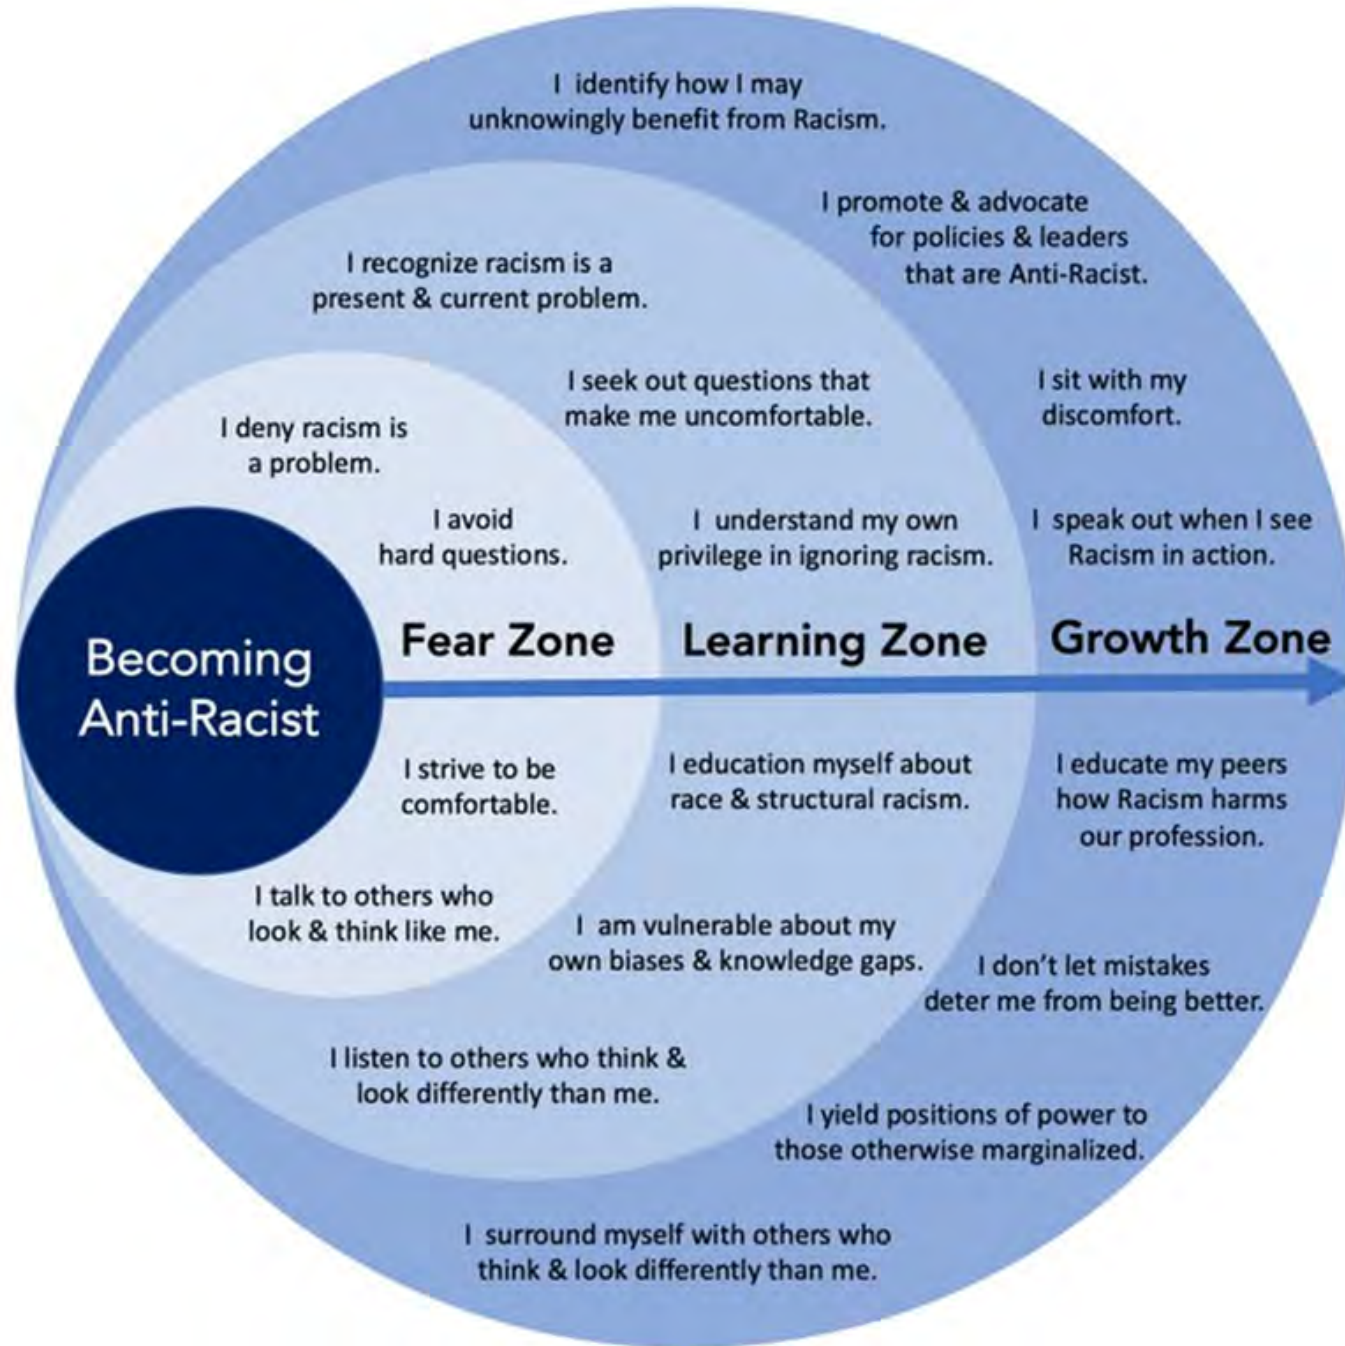 I identify how I may
unknowingly benefit from Racism.
I promote & advocate
for policies & leaders
that are Anti-Racist.
I recognize racism is a
present & current problem.
I seek out questions that
make me uncomfortable.
I sit with my
discomfort.
I deny racism is
a problem.
I avoid
hard questions.
I understand my own
privilege in ignoring racism.
I speak out when I see
Racism in action.
Becoming
Anti-Racist
Fear Zone
Learning Zone
Growth Zone
I strive to be
comfortable.
I education myself about
race & structural racism.
I educate my peers
how Racism harms
our profession.
I talk to others who
look & think like me.
I am vulnerable about my
own biases & knowledge gaps.
I don't let mistakes
deter me from being better.
I listen to others who think &
look differently than me.
I yield positions of power to
those otherwise marginalized.
I surround myself with others who
think & look differently than me.